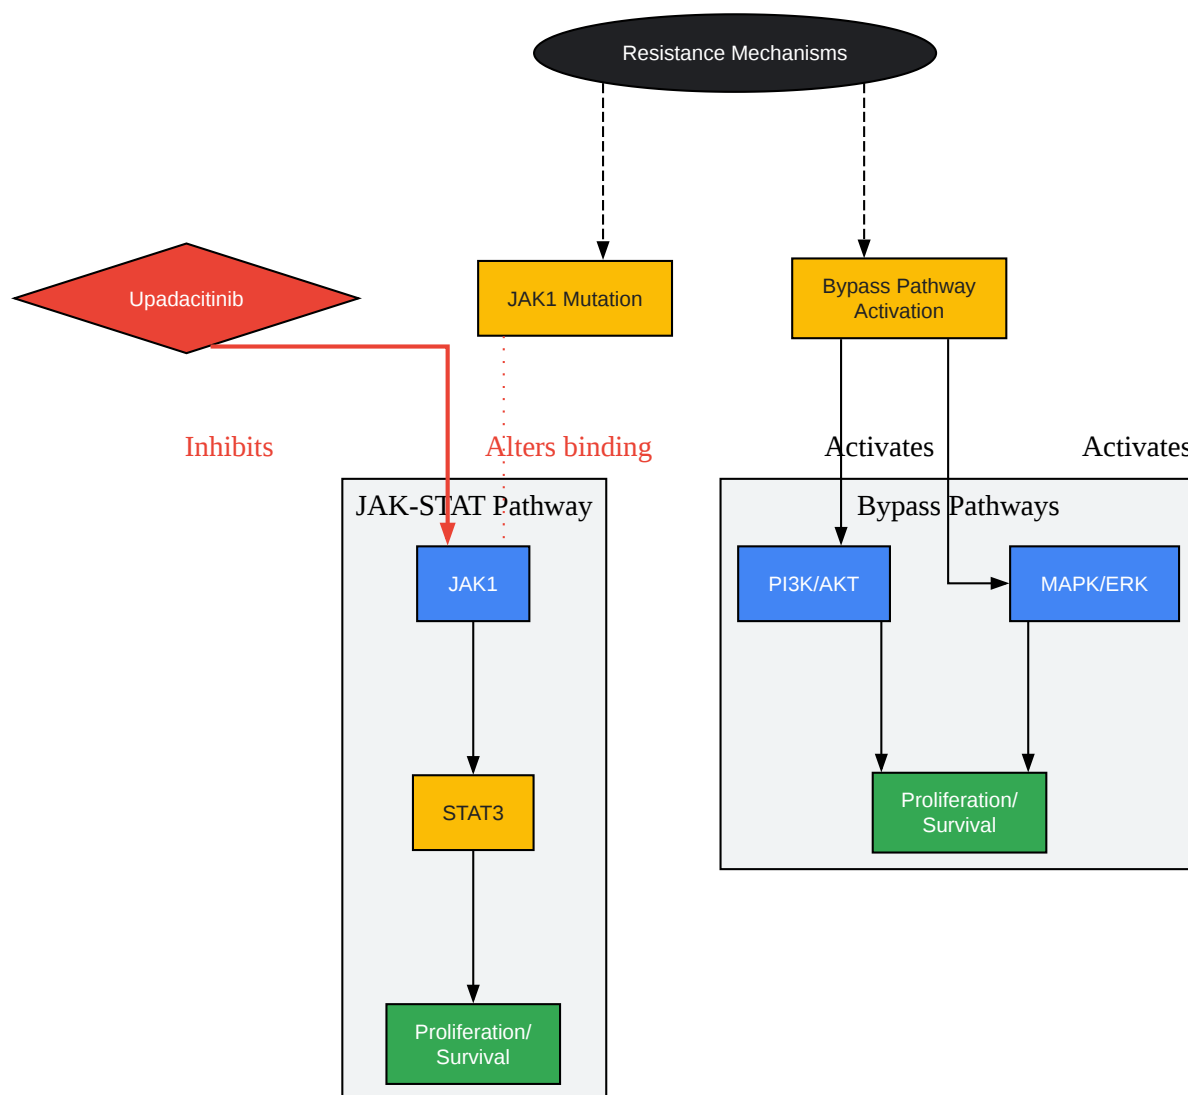 Resistance Mechanisms
Upadacitinib
JAK1 Mutation
Bypass Pathway
Activation
Inhibits
Alters binding
Activates
Activates
JAK-STAT Pathway
Bypass Pathways
JAK1
PI3K/AKT
MAPK/ERK
STAT3
Proliferation/
Survival
Proliferation/
Survival